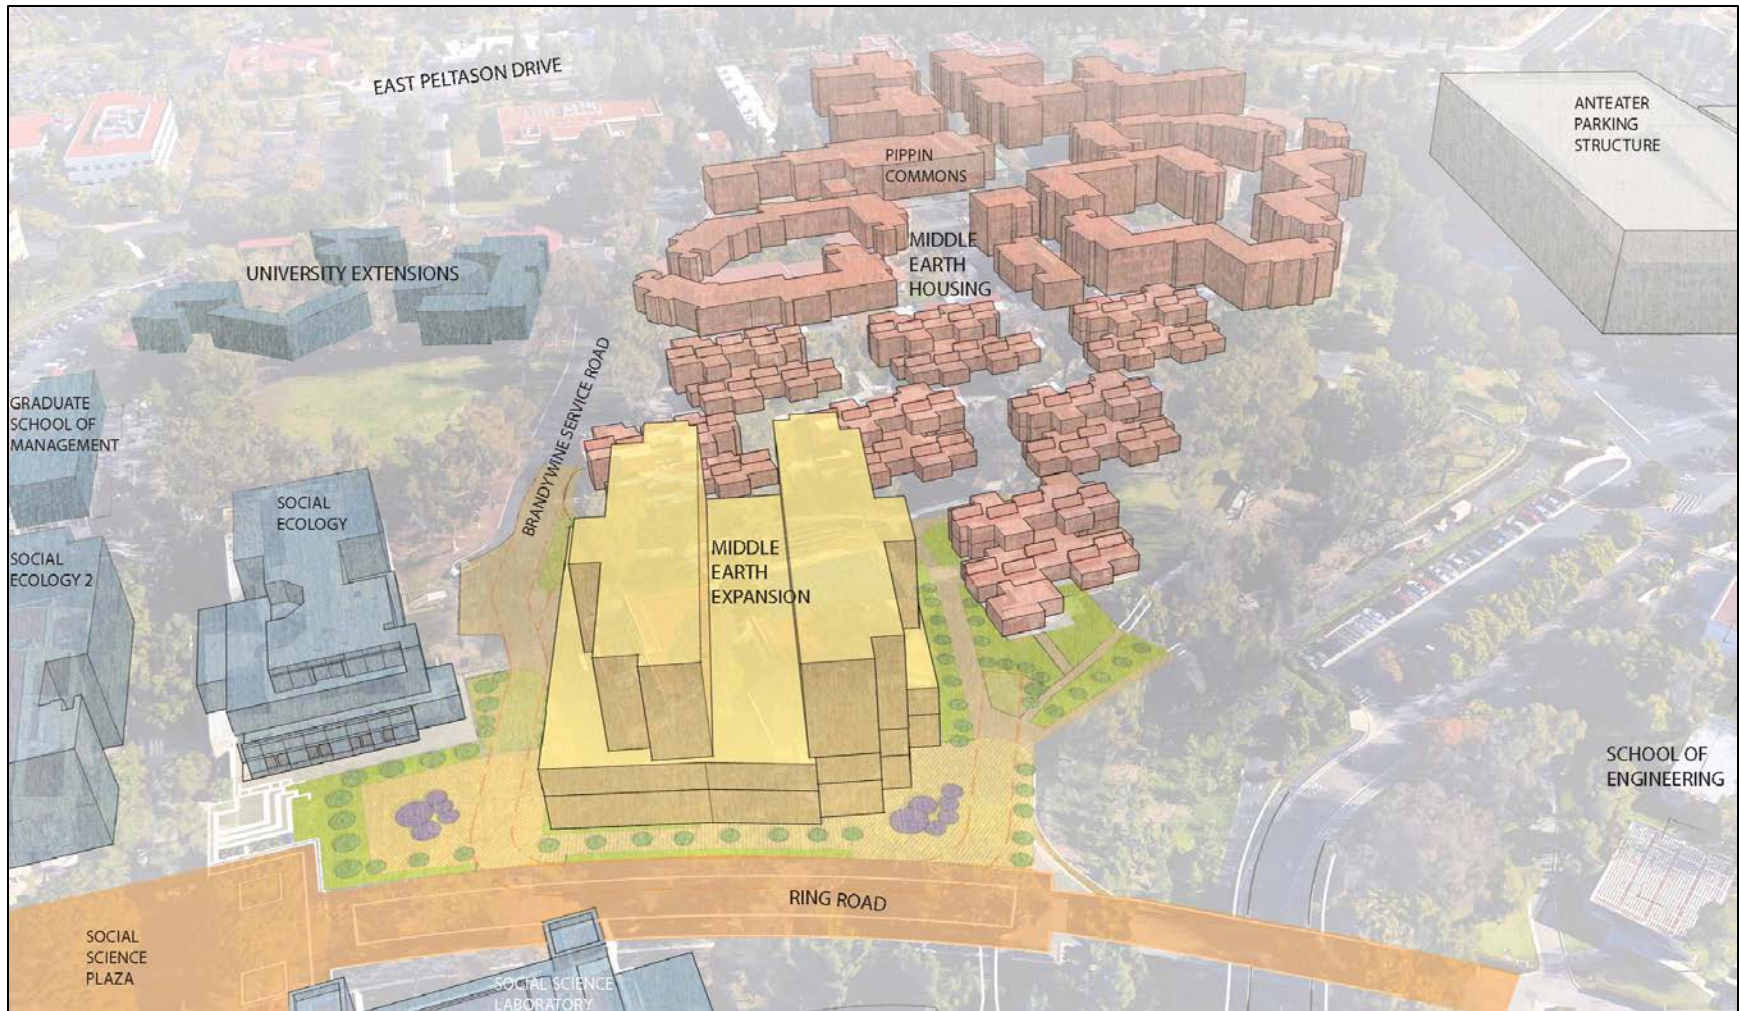 EAST PELTASON DRIVE
ANTEATER
PARKING
STRUCTURE
PIPPIN
COMMONS
MIDDLE
EARTH
HOUSING
UNIVERSITY EXTENSIONS
BRANDYWINE SERVICE ROAD
GRADUATE
SCHOOL OF
MANAGEMENT
SOCIAL
ECOLOGY
SOCIAL
ECOLOGY 2
MIDDLE
EARTH
EXPANSION
SCHOOL OF
ENGINEERING
RING ROAD
SOCIAL
SCIENCE
PLAZA
SOCIAL SCIENCE
LABORATORY